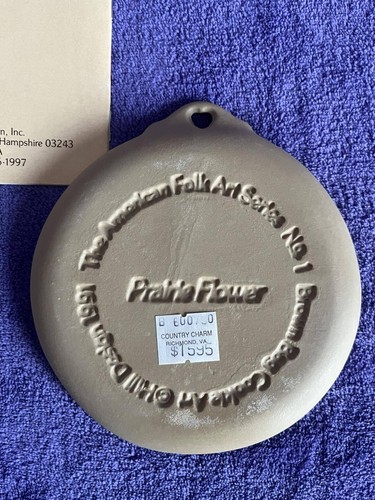 n, Inc.
Hampshire 03243
A
-1997
The American Folk Art Series No. 1 Brown Bag Cookie Art © Hill Design 1991
Prairie Flower
COUNTRY CHARM
RICHMOND, VA
$1595